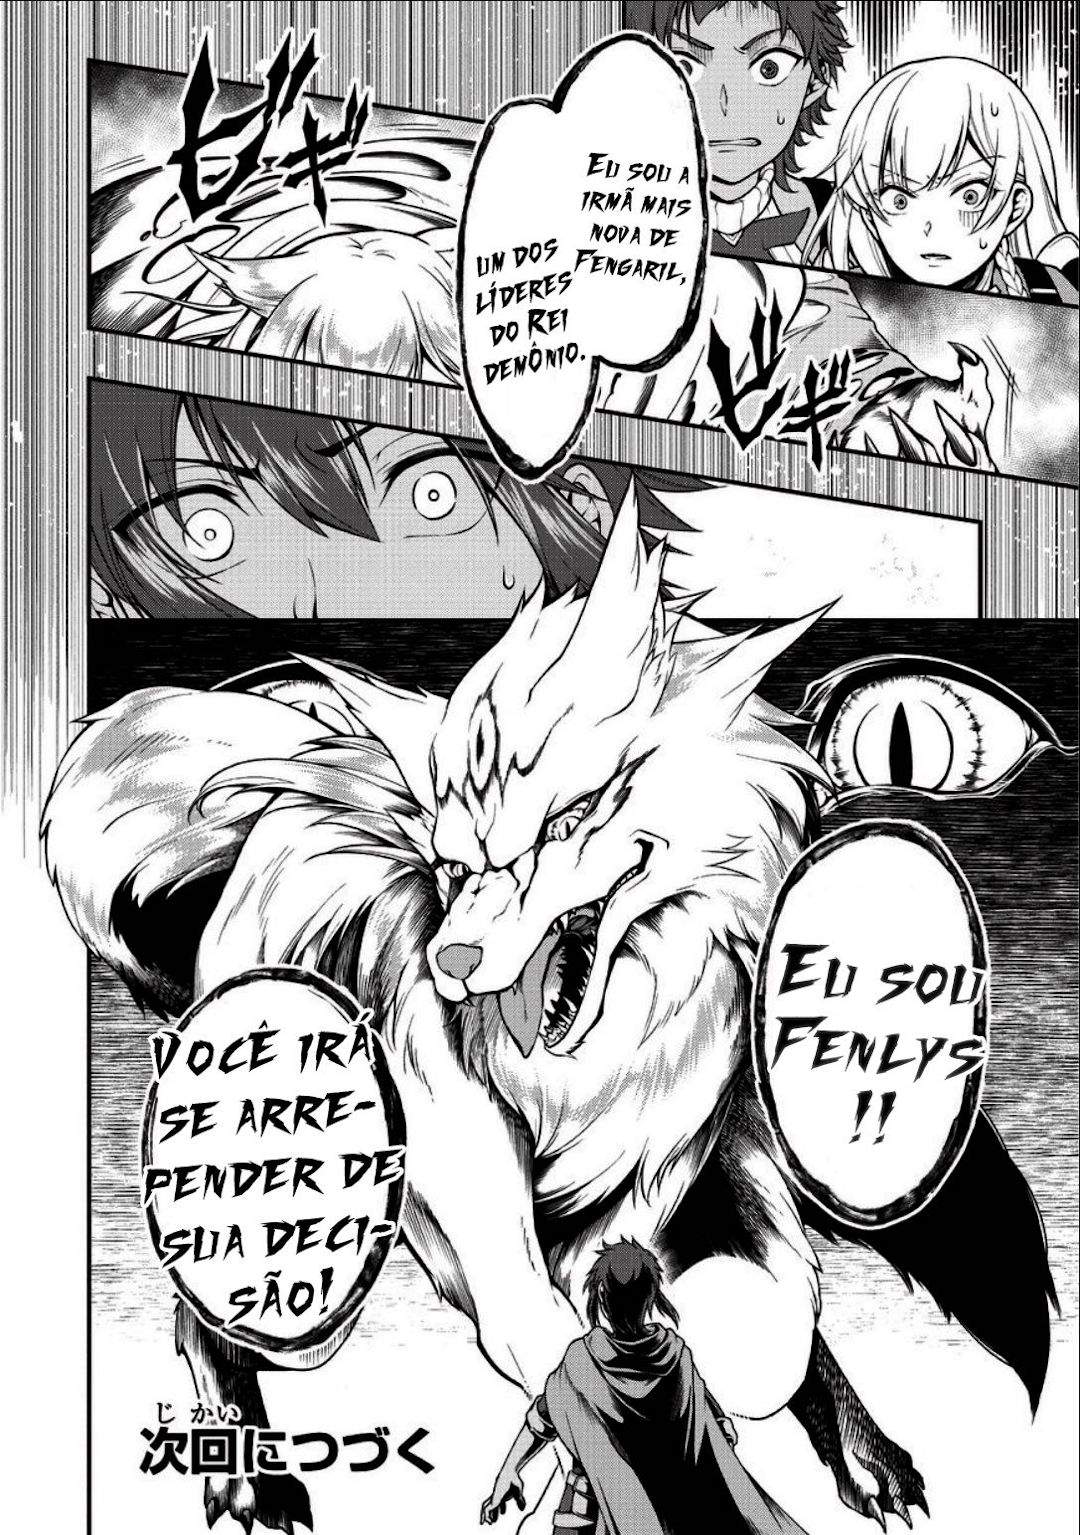 Eu sou a
irmã mais
nova de
Fengaril,
um dos
líderes
do Rei
demônio.
ビギ
ビギ
Eu sou
Fenlys
!!
Você irá
se arre-
pender de
sua deci-
são!
じかい
次回につづく